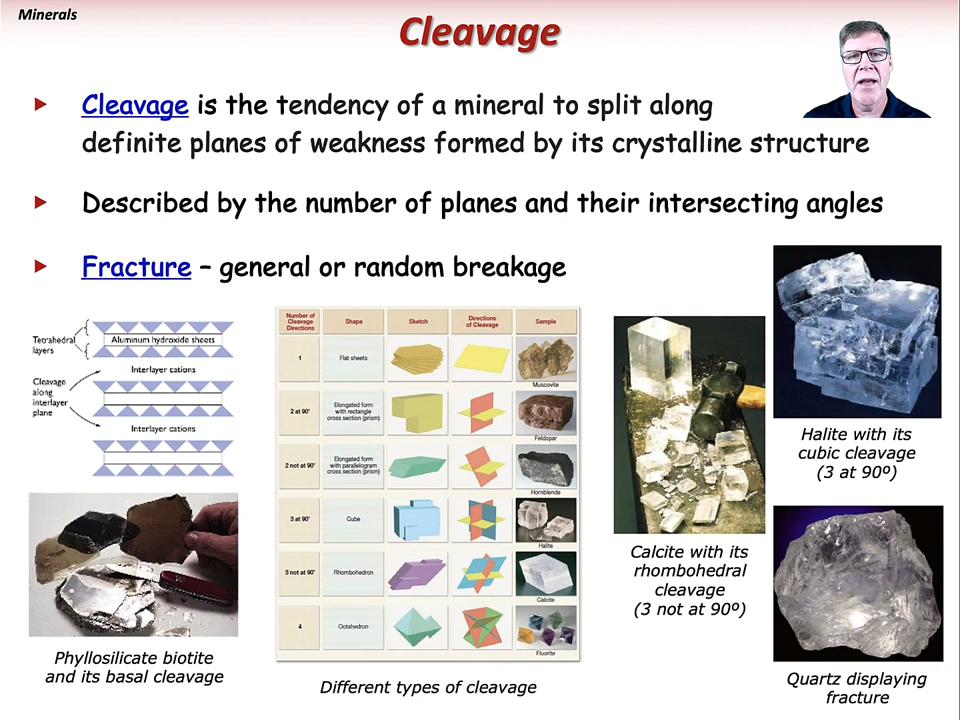 Minerals
Cleavage
Cleavage is the tendency of a mineral to split along
definite planes of weakness formed by its crystalline structure
Described by the number of planes and their intersecting angles
Fracture – general or random breakage
Tetrahedral
layers
Aluminum hydroxide sheets
Interlayer cations
Cleavage
along
interlayer
plane
Interlayer cations
Phyllosilicate biotite
and its basal cleavage
Number of
Cleavage
Directions
Shape
Sketch
Directions
of Cleavage
Sample
1
Flat sheets
Muscovite
2 at 90°
Elongated form
with rectangle
cross section (prism)
Feldspar
2 not at 90°
Elongated form
with parallelogram
cross section (prism)
Hornblende
3 at 90°
Cube
Halite
3 not at 90°
Rhombohedron
Calcite
4
Octahedron
Fluorite
Different types of cleavage
Calcite with its
rhombohedral
cleavage
(3 not at 90º)
Halite with its
cubic cleavage
(3 at 90º)
Quartz displaying
fracture